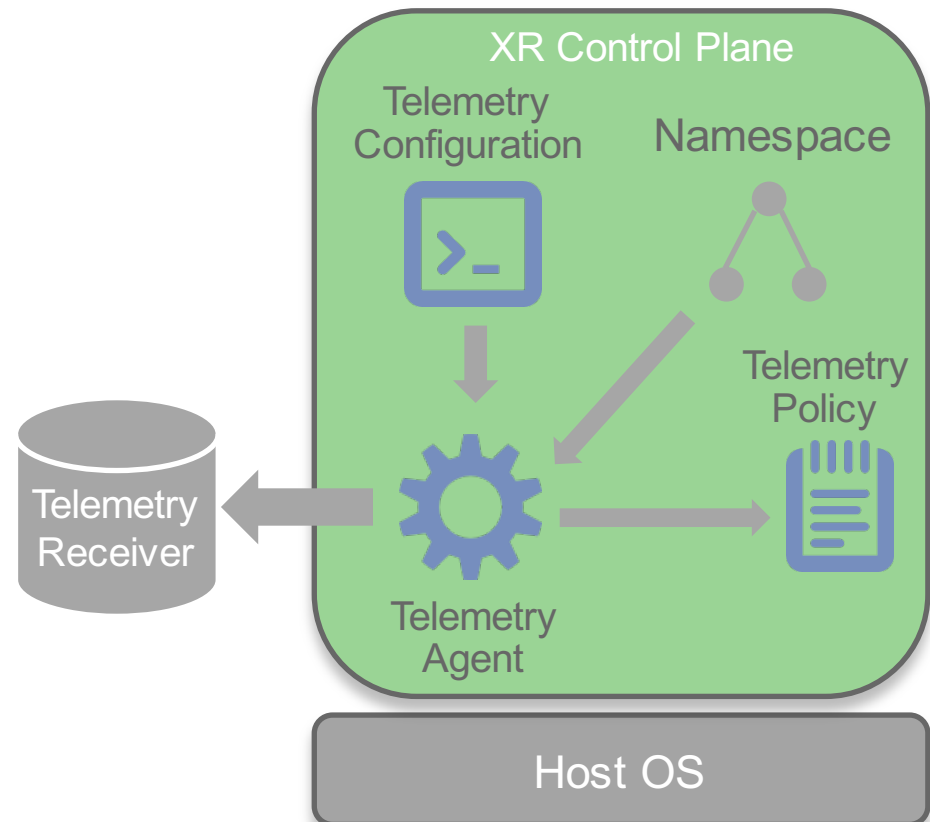 XR Control Plane
Telemetry
Configuration
Namespace
>_
Telemetry
Policy
Telemetry
Receiver
Telemetry
Agent
Host OS